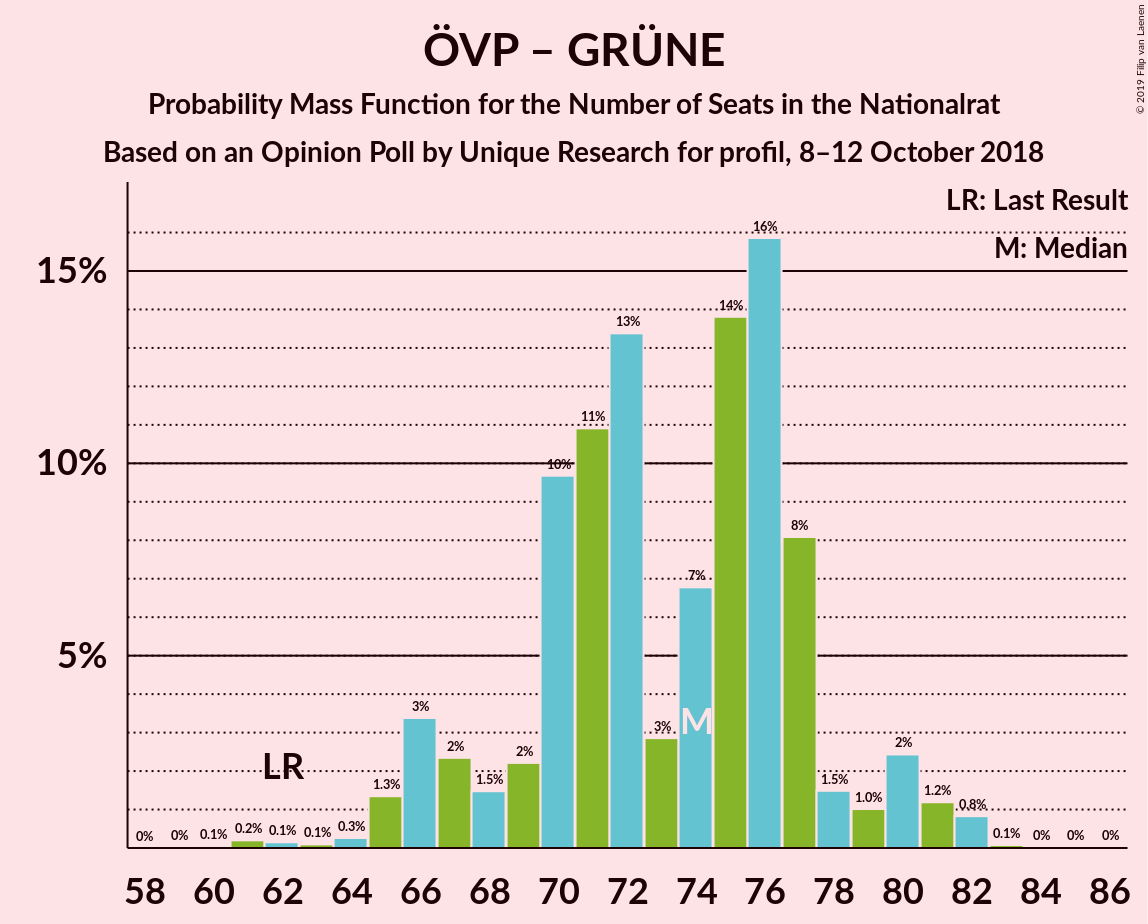 ÖVP – GRÜNE
Probability Mass Function for the Number of Seats in the Nationalrat
Based on an Opinion Poll by Unique Research for profil, 8–12 October 2018
© 2019 Filip van Laenen
LR: Last Result
M: Median
15%
10%
5%
0% 0% 0.1% 0.2% 0.1% 0.1% 0.3% 1.3% 3% 2% 1.5% 2% 10% 11% 13% 3% 7% 14% 16% 8% 1.5% 1.0% 2% 1.2% 0.8% 0.1% 0% 0% 0%
LR
M
58 60 62 64 66 68 70 72 74 76 78 80 82 84 86